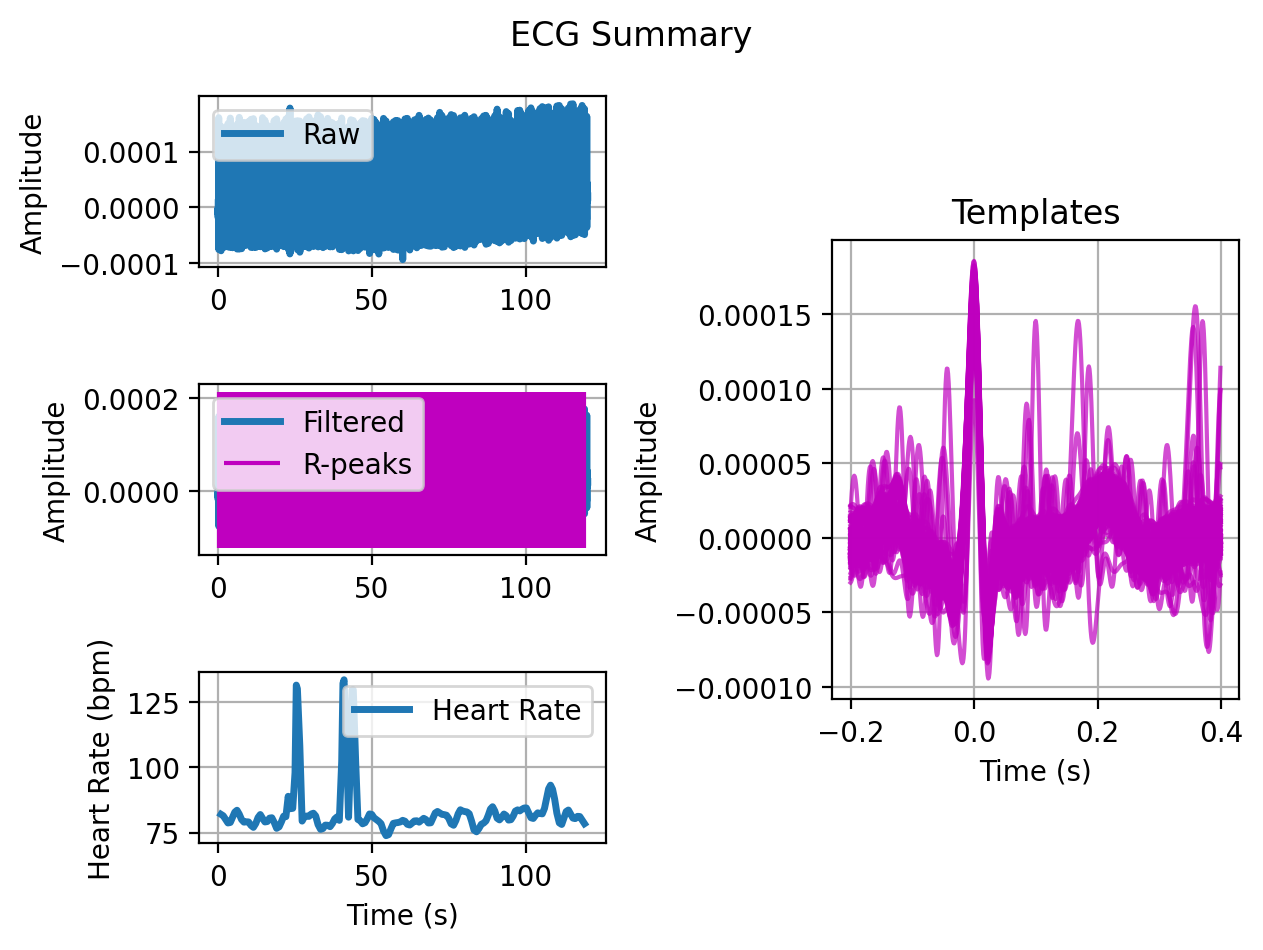 ECG Summary
Amplitude
0.0001
0.0000
−0.0001
Raw
0
50
100
Amplitude
0.0002
0.0000
Filtered
R-peaks
0
50
100
Heart Rate (bpm)
125
100
75
Heart Rate
0
50
100
Time (s)
Templates
Amplitude
0.00015
0.00010
0.00005
0.00000
−0.00005
−0.00010
−0.2
0.0
0.2
0.4
Time (s)